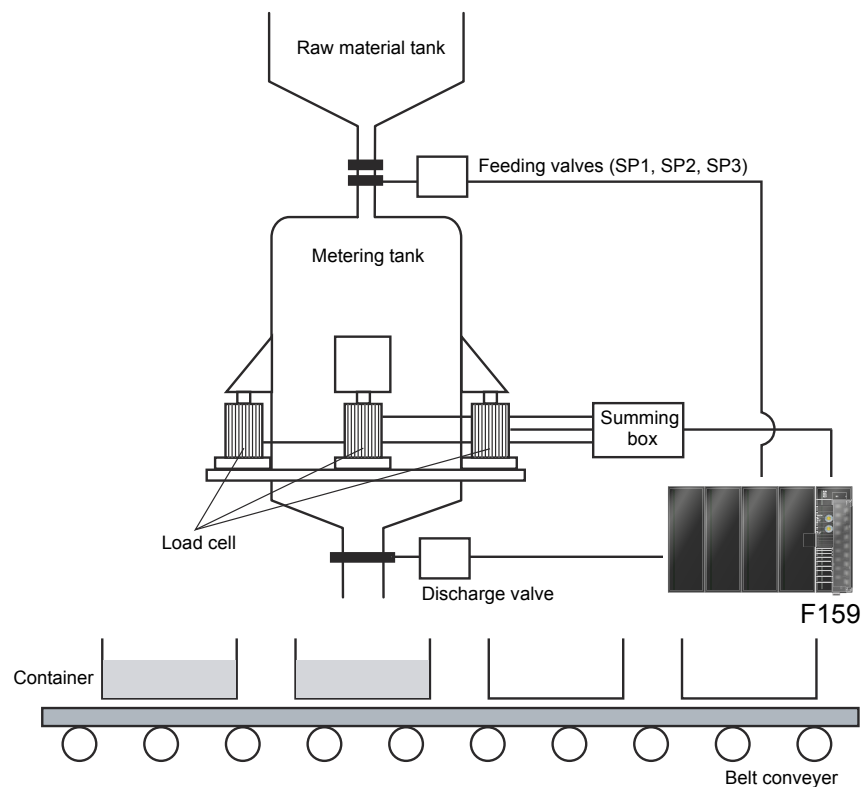 Raw material tank
Feeding valves (SP1, SP2, SP3)
Metering tank
Summing
box
Load cell
Discharge valve
F159
Container
Belt conveyer